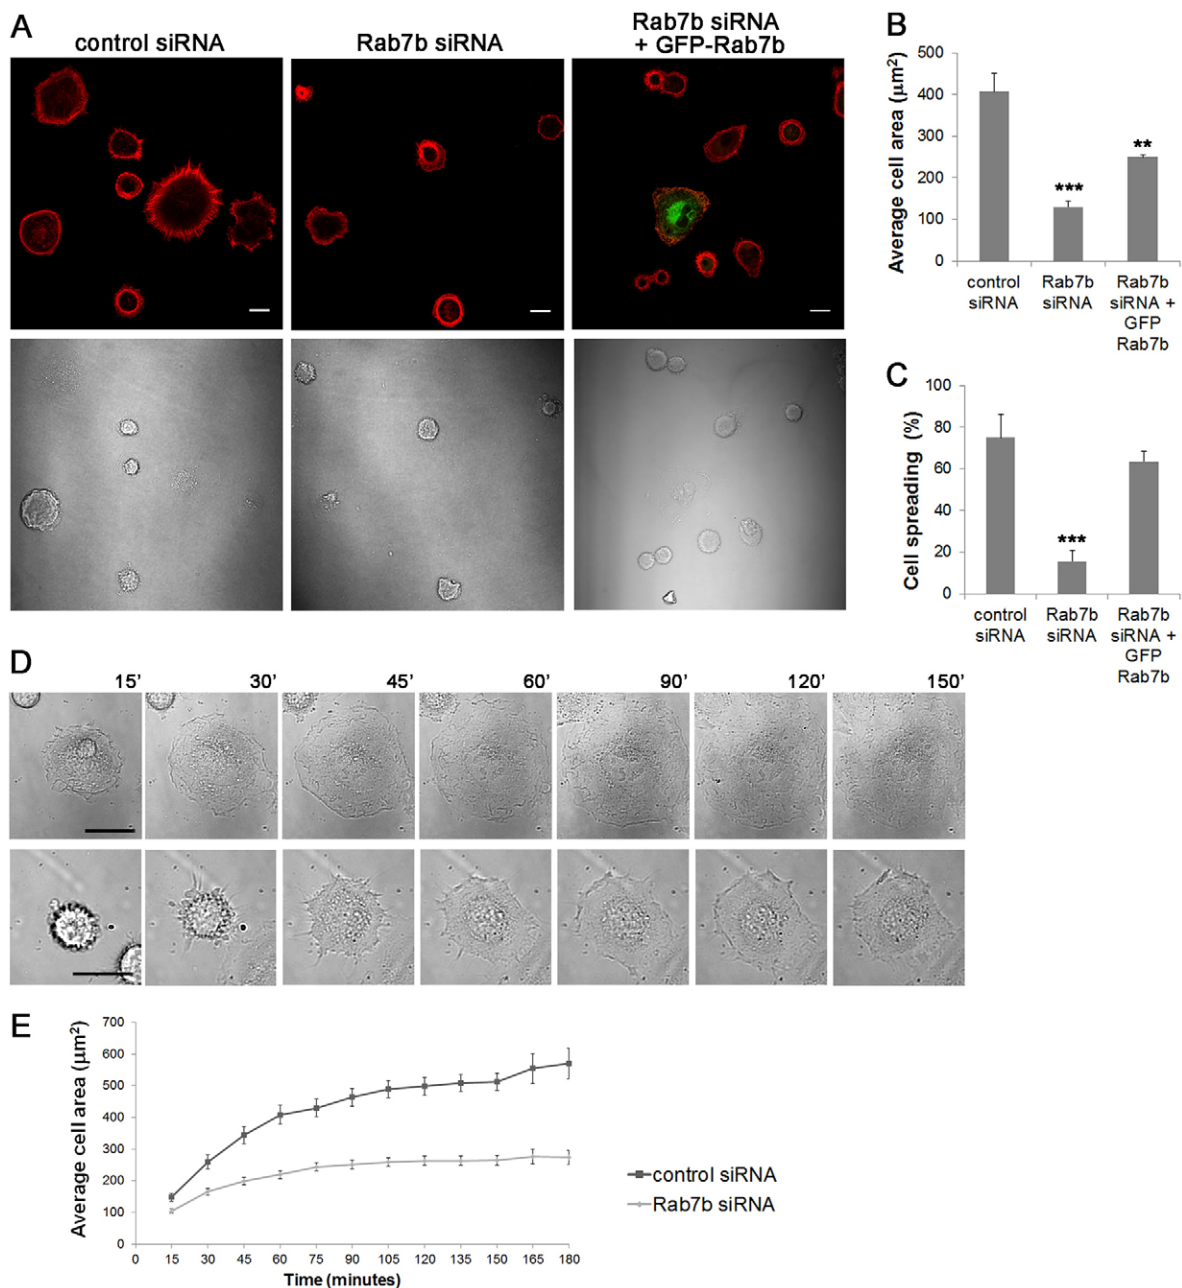 A
control siRNA
Rab7b siRNA
Rab7b siRNA
+ GFP-Rab7b
B
Average cell area (µm²)
500
400
300
200
100
0
***
**
control
siRNA
Rab7b
siRNA
Rab7b
siRNA +
GFP
Rab7b
C
Cell spreading (%)
100
80
60
40
20
0
***
control
siRNA
Rab7b
siRNA
Rab7b
siRNA +
GFP
Rab7b
D
15'
30'
45'
60'
90'
120'
150'
E
Average cell area (µm²)
700
600
500
400
300
200
100
0
0 15 30 45 60 75 90 105 120 135 150 165 180
Time (minutes)
control siRNA
Rab7b siRNA